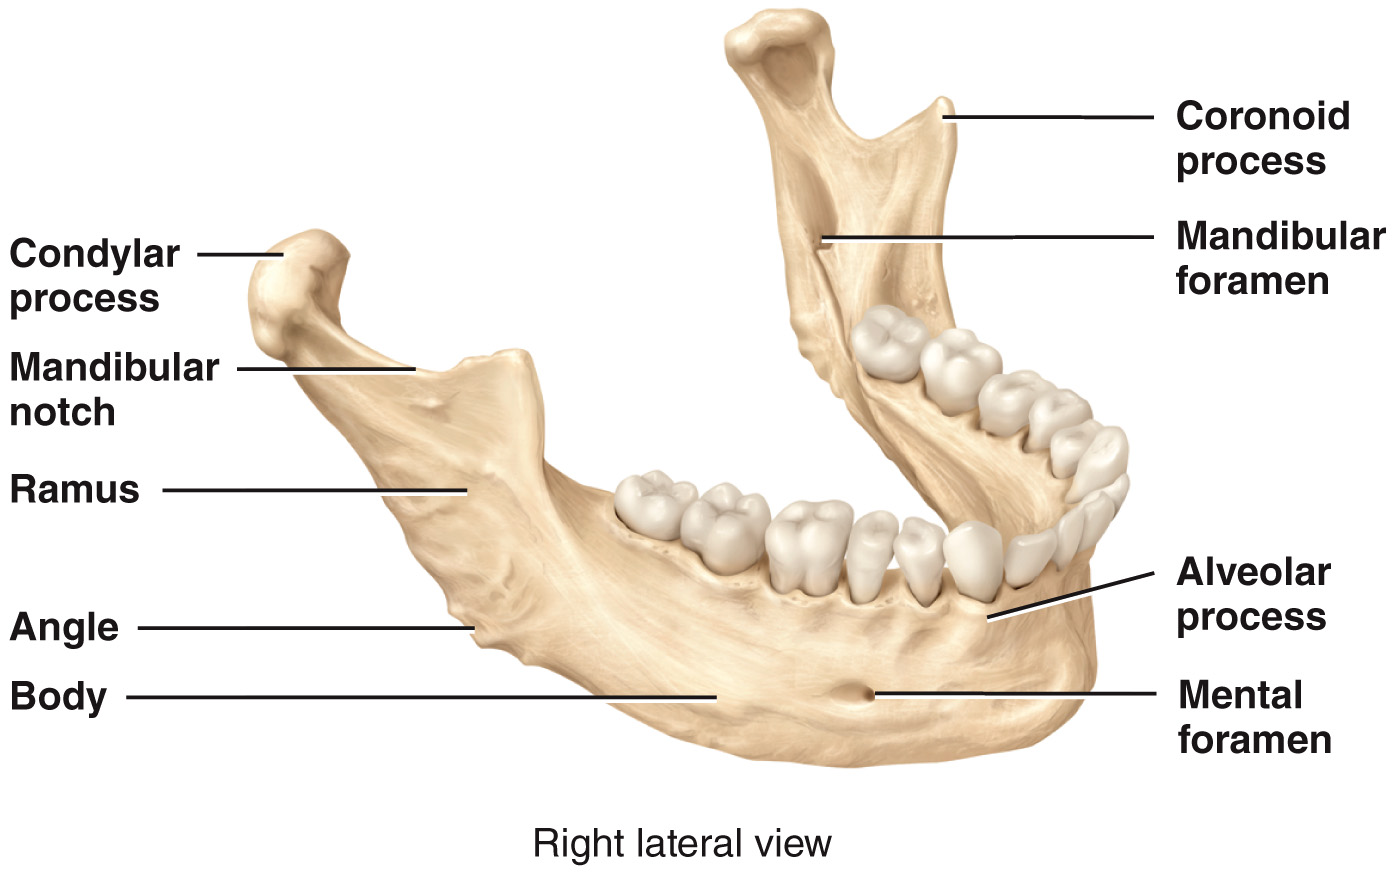 Condylar
process
Mandibular
notch
Ramus
Angle
Body
Coronoid
process
Mandibular
foramen
Alveolar
process
Mental
foramen
Right lateral view